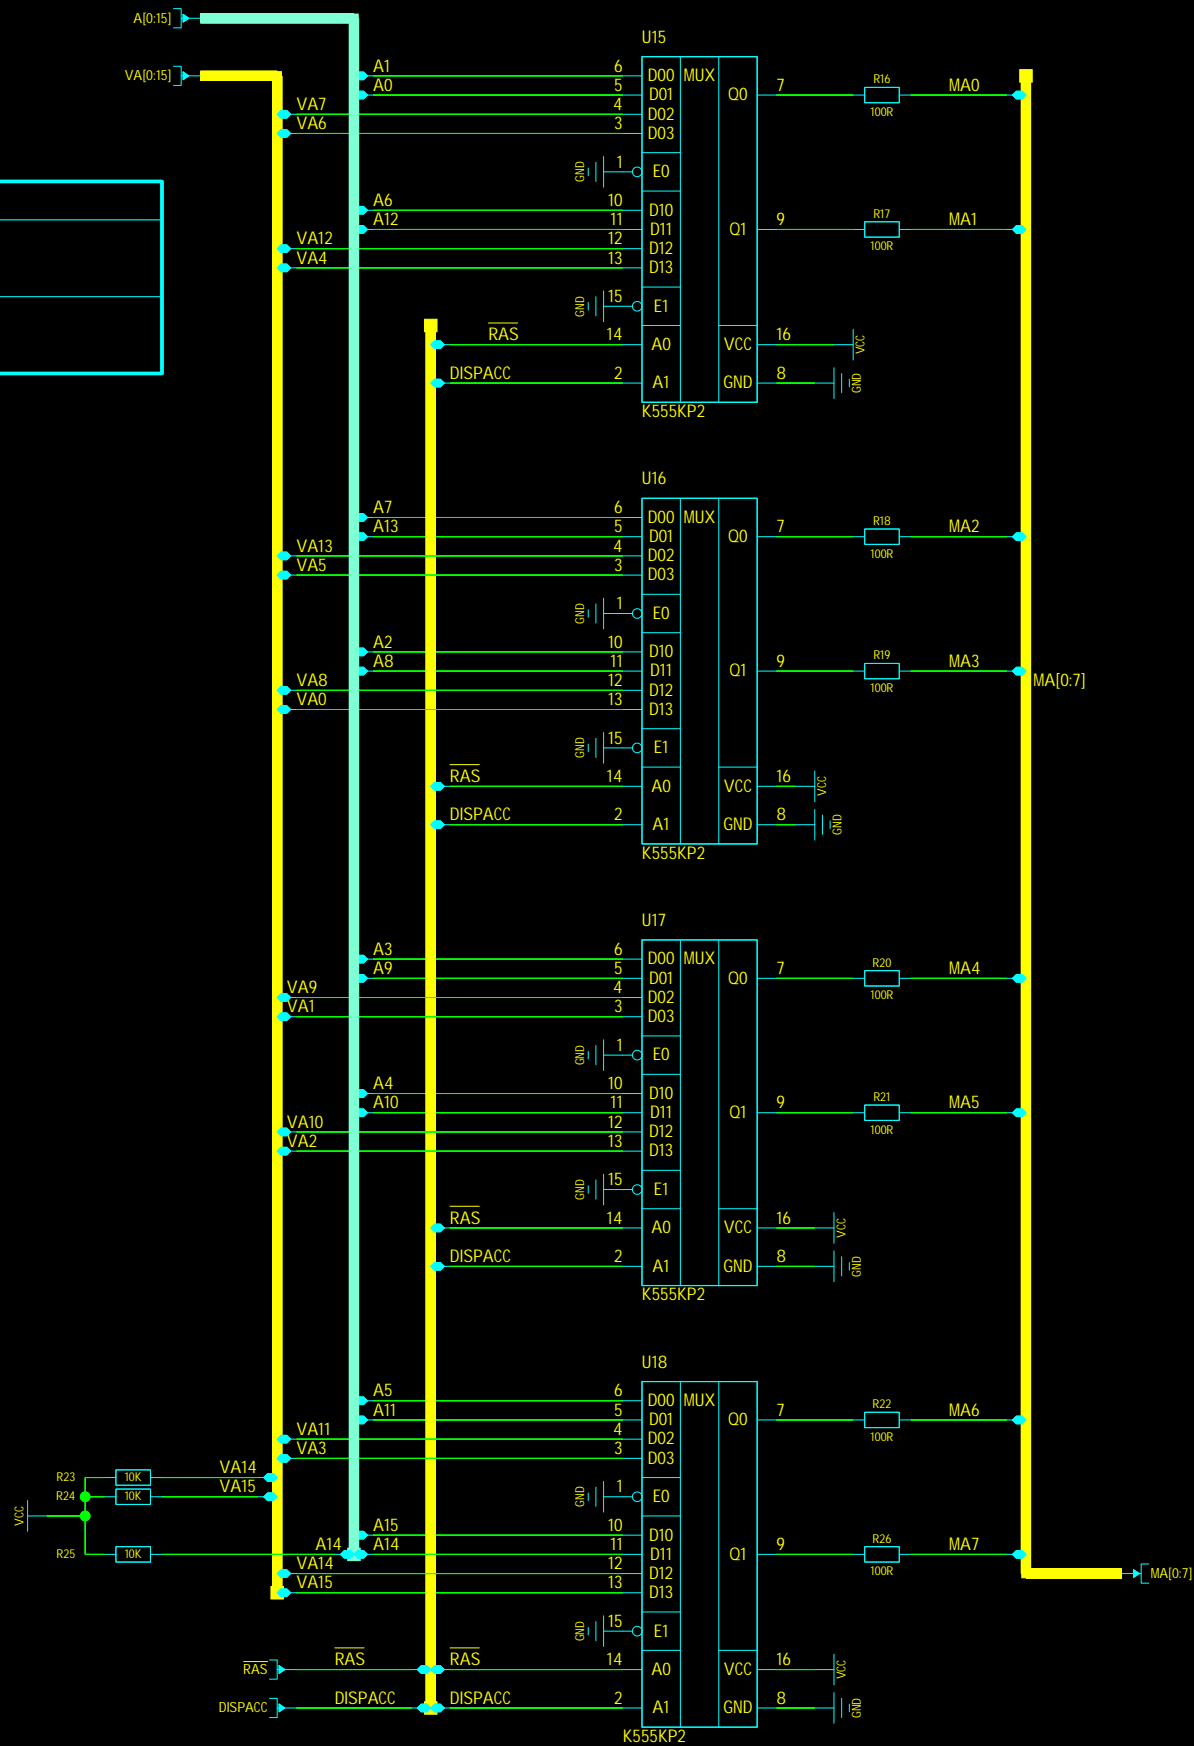 A[0:15]
VA[0:15]
U15
A1 6 D00 MUX
A0 5 D01 Q0 7 R16 100R MA0
VA7 4 D02
VA6 3 D03
GND 1 E0
A6 10 D10
A12 11 D11 Q1 9 R17 100R MA1
VA12 12 D12
VA4 13 D13
GND 15 E1
RAS 14 A0 VCC 16 VCC
DISPACC 2 A1 GND 8 GND
K555KP2
U16
A7 6 D00 MUX
A13 5 D01 Q0 7 R18 100R MA2
VA13 4 D02
VA5 3 D03
GND 1 E0
A2 10 D10
A8 11 D11 Q1 9 R19 100R MA3
VA8 12 D12
MA[0:7]
VA0 13 D13
GND 15 E1
RAS 14 A0 VCC 16 VCC
DISPACC 2 A1 GND 8 GND
K555KP2
U17
A3 6 D00 MUX
A9 5 D01 Q0 7 R20 100R MA4
VA9 4 D02
VA1 3 D03
GND 1 E0
A4 10 D10
A10 11 D11 Q1 9 R21 100R MA5
VA10 12 D12
VA2 13 D13
GND 15 E1
RAS 14 A0 VCC 16 VCC
DISPACC 2 A1 GND 8 GND
K555KP2
U18
A5 6 D00 MUX
A11 5 D01 Q0 7 R22 100R MA6
VA11 4 D02
VA3 3 D03
R23 10K VA14
R24 10K VA15 GND 1 E0
VCC
A15 10 D10
R25 10K A14 A14 11 D11 Q1 9 R26 100R MA7
VA14 12 D12
MA[0:7]
VA15 13 D13
GND 15 E1
RAS RAS RAS 14 A0 VCC 16 VCC
DISPACC DISPACC DISPACC 2 A1 GND 8 GND
K555KP2